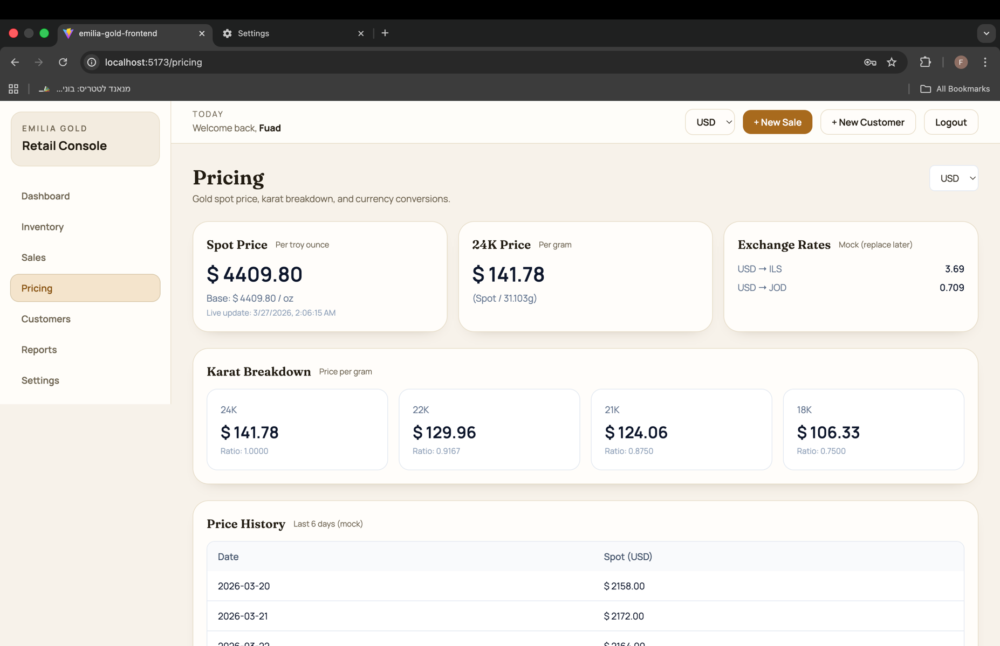 emilia-gold-frontend
Settings
localhost:5173/pricing
F
מנאנד לטטריס: בוני...
All Bookmarks
EMILIA GOLD
Retail Console
Dashboard
Inventory
Sales
Pricing
Customers
Reports
Settings
TODAY
Welcome back, Fuad
USD
+ New Sale
+ New Customer
Logout
Pricing
Gold spot price, karat breakdown, and currency conversions.
USD
Spot Price Per troy ounce
$ 4409.80
Base: $ 4409.80 / oz
Live update: 3/27/2026, 2:06:15 AM
24K Price Per gram
$ 141.78
(Spot / 31.103g)
Exchange Rates Mock (replace later)
USD → ILS 3.69
USD → JOD 0.709
Karat Breakdown Price per gram
24K
$ 141.78
Ratio: 1.0000
22K
$ 129.96
Ratio: 0.9167
21K
$ 124.06
Ratio: 0.8750
18K
$ 106.33
Ratio: 0.7500
Price History Last 6 days (mock)
Date Spot (USD)
2026-03-20 $ 2158.00
2026-03-21 $ 2172.00
2026-03-22 $ 2164.00